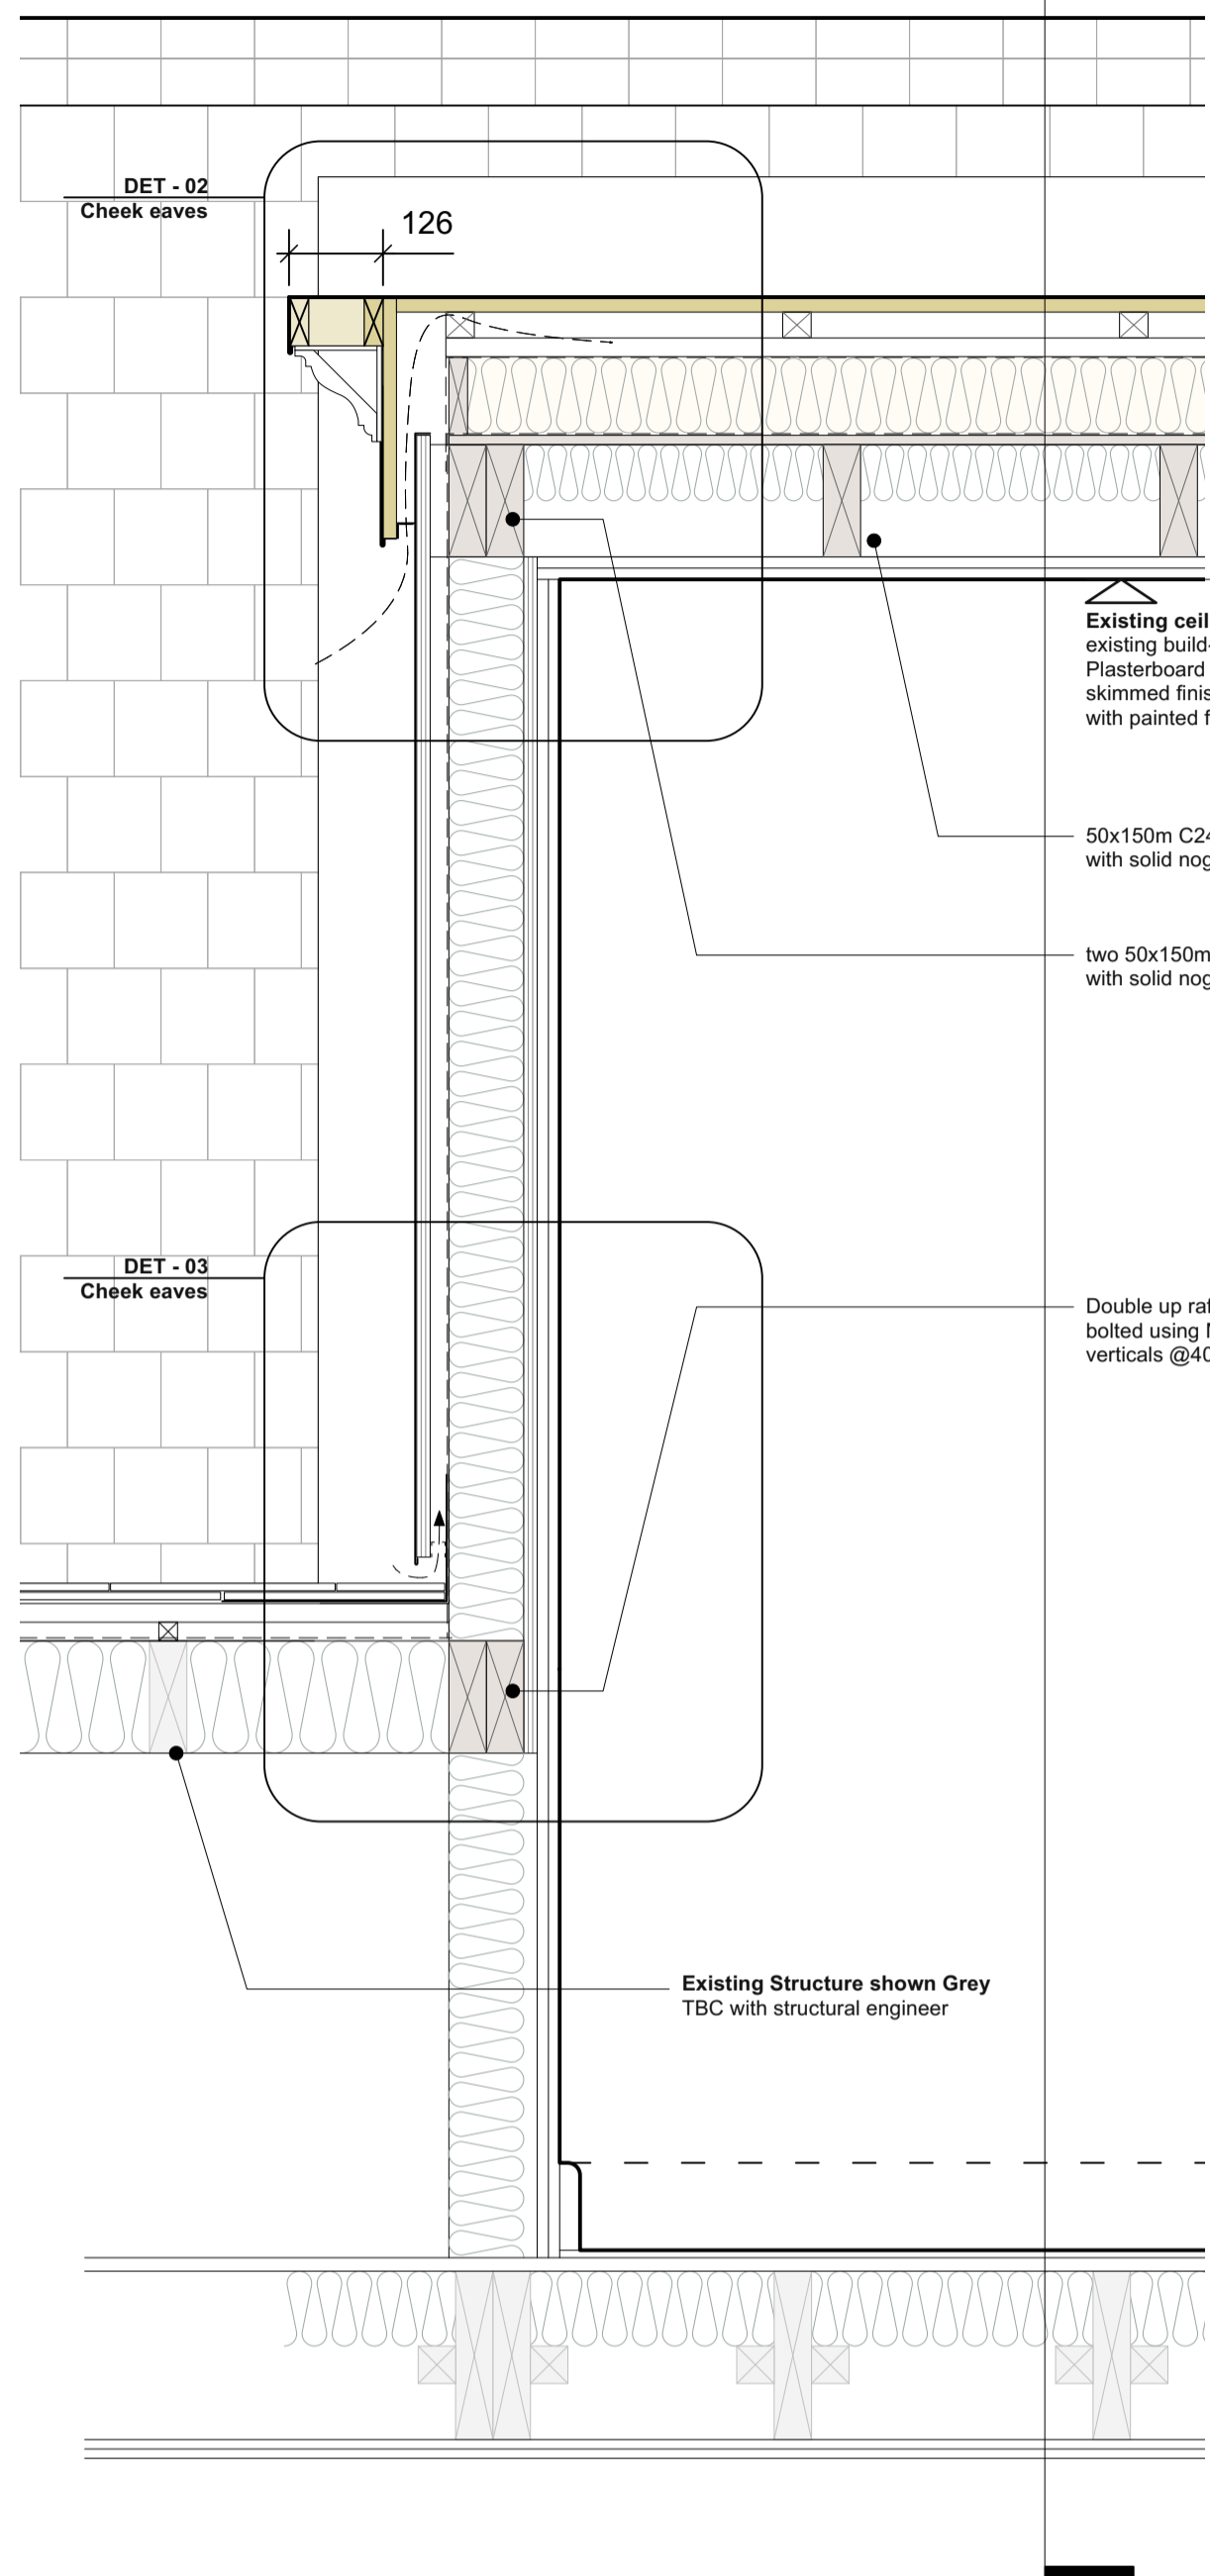 DET - 02
Cheek eaves
126
Existing ceil
existing build-
Plasterboard
skimmed finis
with painted f
50x150m C24
with solid nog
two 50x150m
with solid nog
DET - 03
Cheek eaves
Double up raf
bolted using
verticals @40
Existing Structure shown Grey
TBC with structural engineer